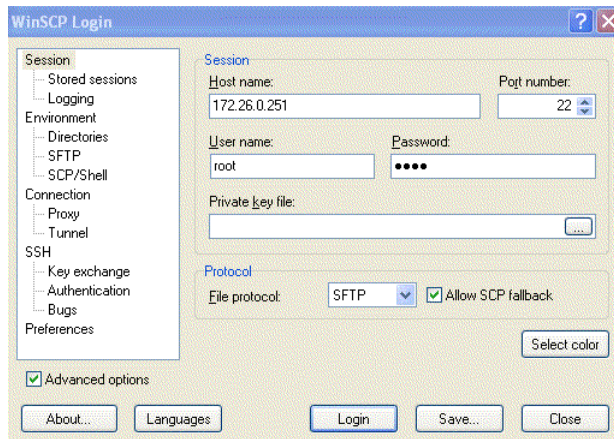 WinSCP Login
Session
Stored sessions
Logging
Environment
Directories
SFTP
SCP/Shell
Connection
Proxy
Tunnel
SSH
Key exchange
Authentication
Bugs
Preferences
Advanced options
Session
Host name: Port number:
172.26.0.251 22
User name: Password:
root ••••
Private key file:
...
Protocol
File protocol: SFTP Allow SCP fallback
Select color
About... Languages Login Save... Close